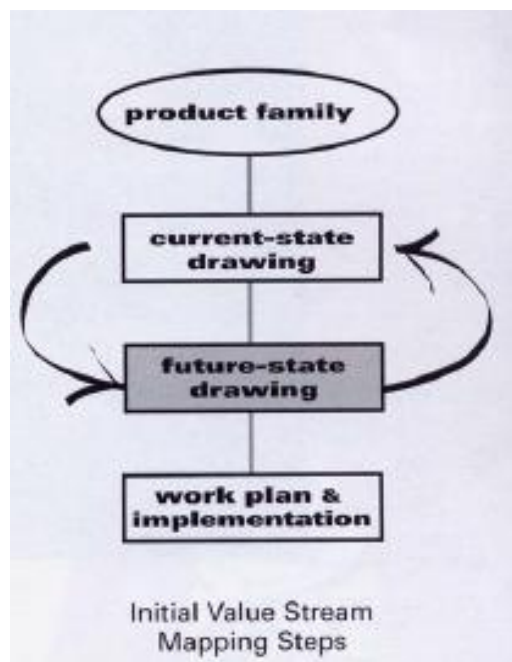 product family
current-state
drawing
future-state
drawing
work plan &
implementation
Initial Value Stream
Mapping Steps